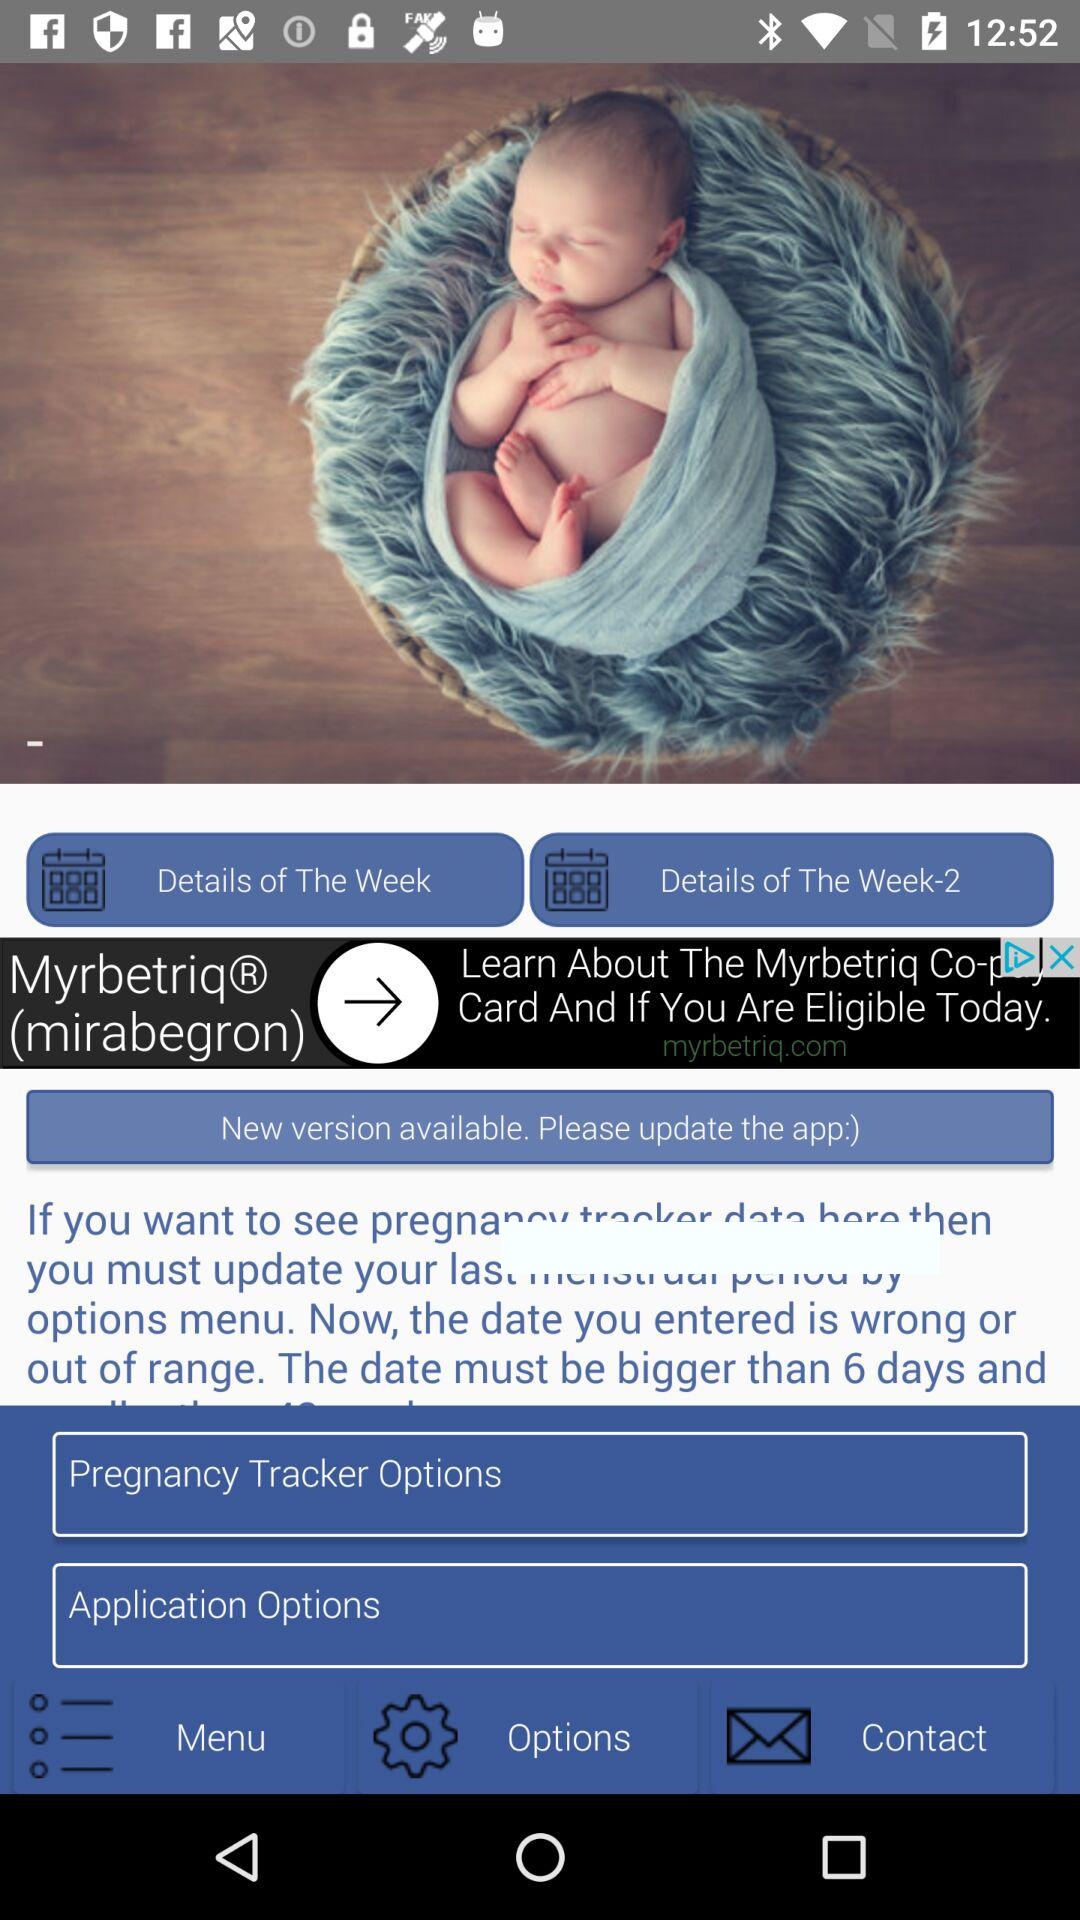 FAKE
12:52
-
Details of The Week
Details of The Week-2
Myrbetriq®
(mirabegron)
Learn About The Myrbetriq Co-pay
Card And If You Are Eligible Today.
myrbetriq.com
New version available. Please update the app:)
If you want to see pregnancy tracker data here then
you must update your last menstrual period by
options menu. Now, the date you entered is wrong or
out of range. The date must be bigger than 6 days and
Pregnancy Tracker Options
Application Options
Menu
Options
Contact